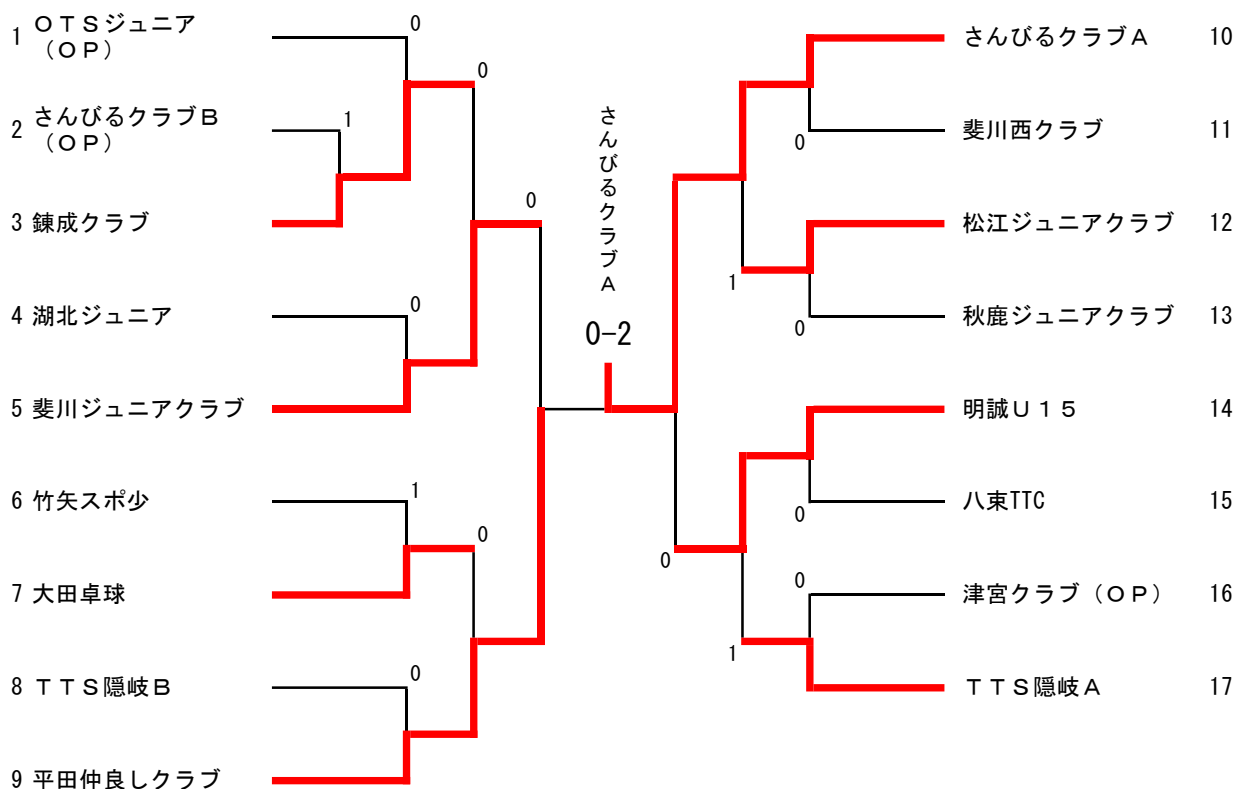 1 ＯＴＳジュニア
（ＯＰ）
0
0
2 さんびるクラブＢ
（ＯＰ）
1
3 錬成クラブ
0
4 湖北ジュニア
0
5 斐川ジュニアクラブ
6 竹矢スポ少
1
0
7 大田卓球
8 ＴＴＳ隠岐Ｂ
0
9 平田仲良しクラブ
さんびるクラブＡ
0−2
さんびるクラブＡ 10
斐川西クラブ 11
0
松江ジュニアクラブ 12
1
秋鹿ジュニアクラブ 13
0
明誠Ｕ１５ 14
八束TTC 15
0
0
津宮クラブ（ＯＰ） 16
0
1
ＴＴＳ隠岐Ａ 17